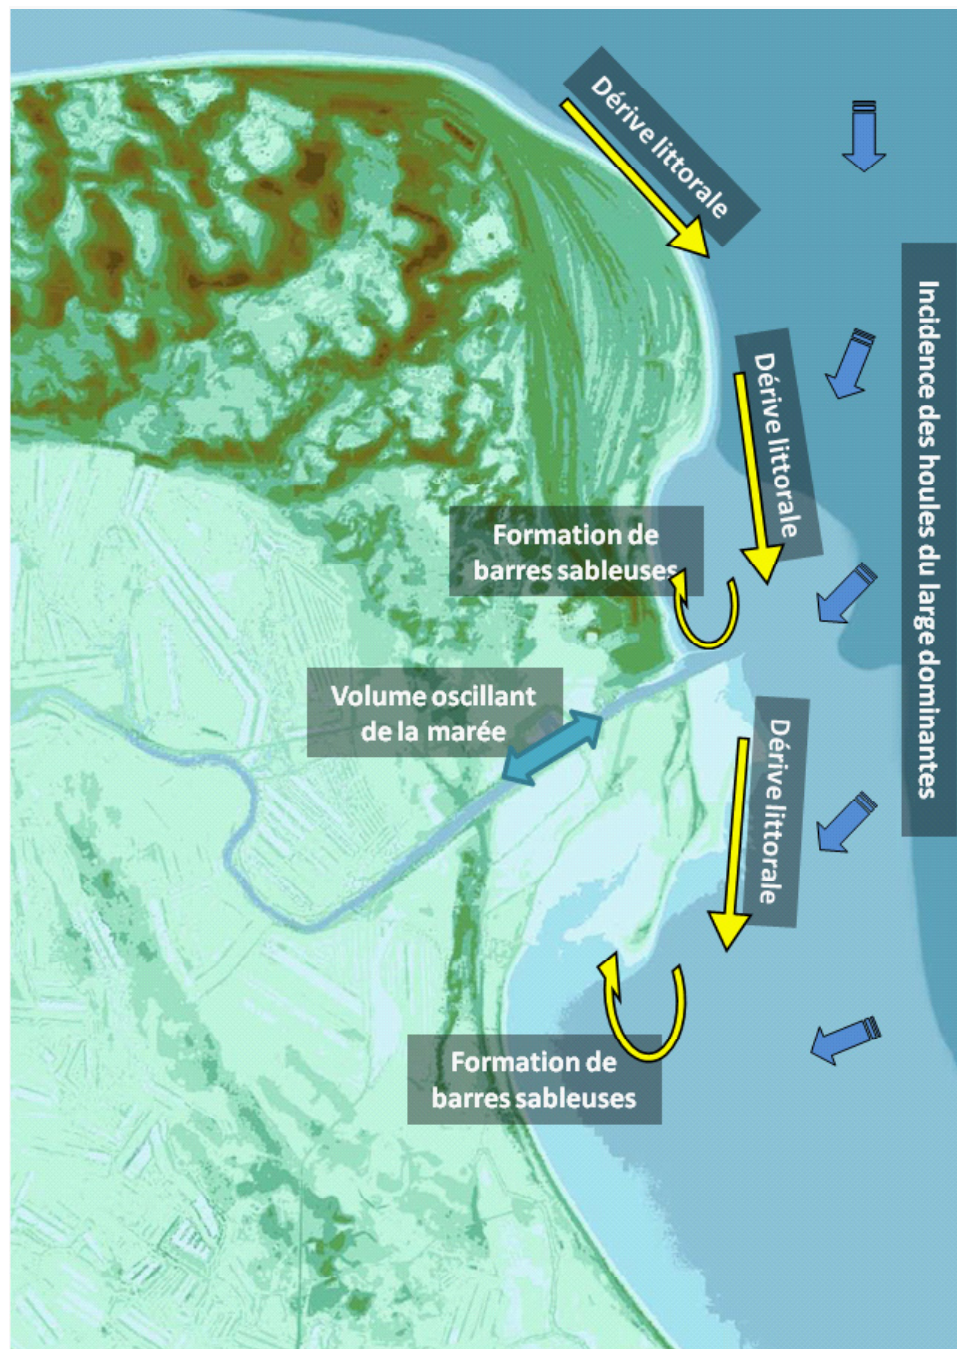 Dérive littorale
Incidence des houles du large dominantes
Dérive littorale
Formation de
barres sableuses
Volume oscillant
de la marée
Dérive littorale
Formation de
barres sableuses